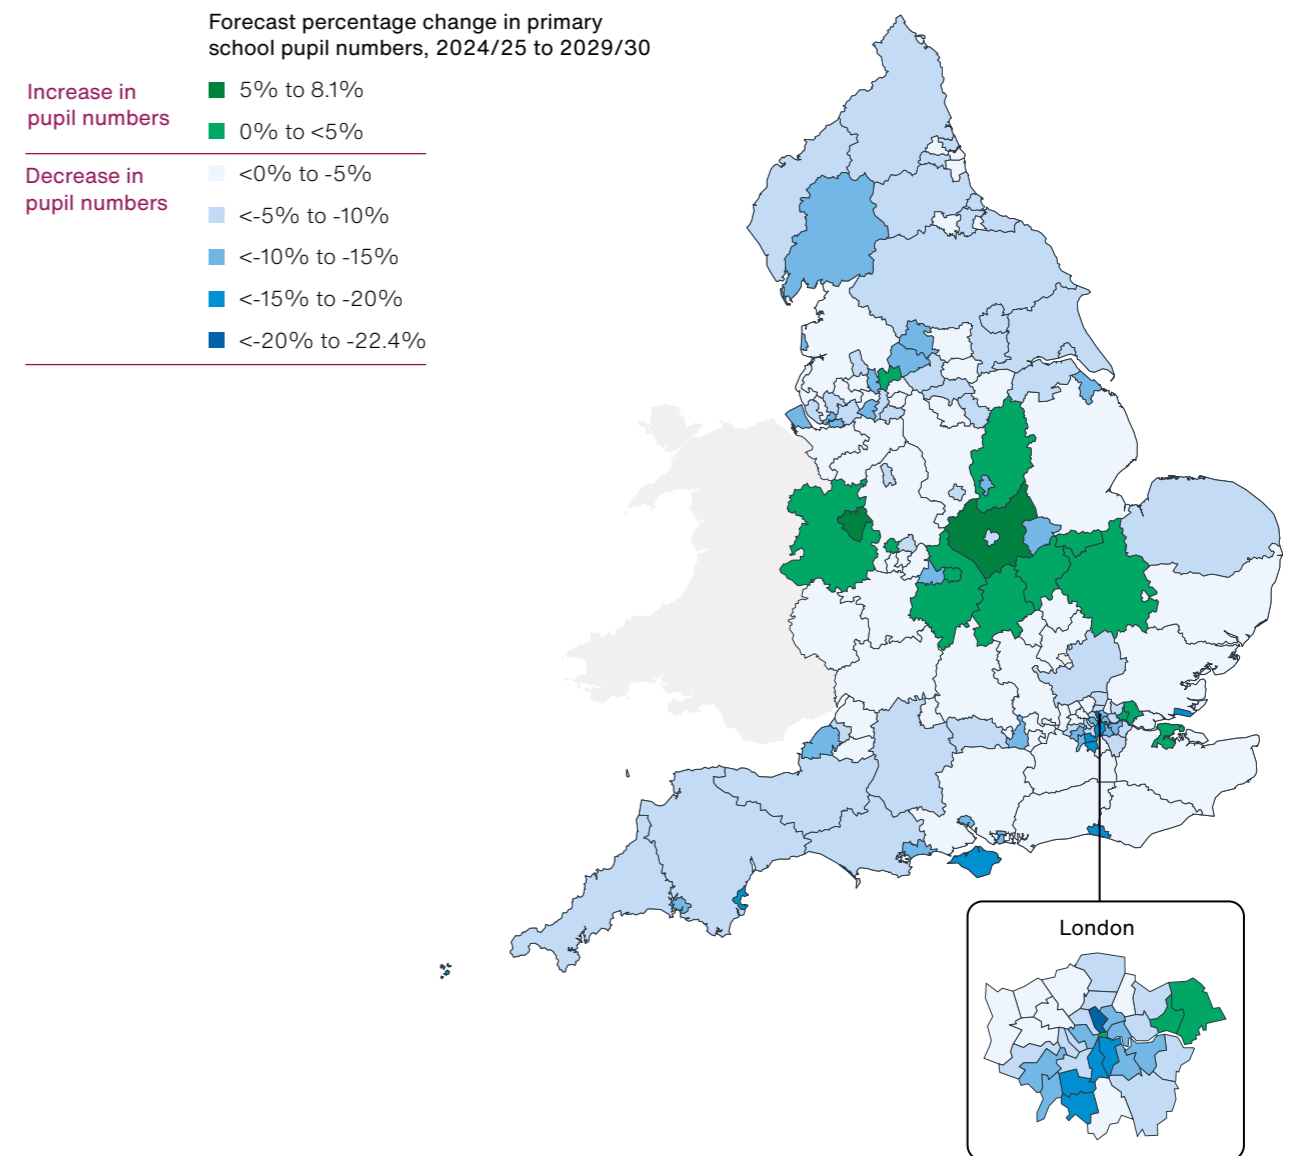 Forecast percentage change in primary
school pupil numbers, 2024/25 to 2029/30
Increase in
pupil numbers
5% to 8.1%
0% to <5%
Decrease in
pupil numbers
<0% to -5%
<-5% to -10%
<-10% to -15%
<-15% to -20%
<-20% to -22.4%
London